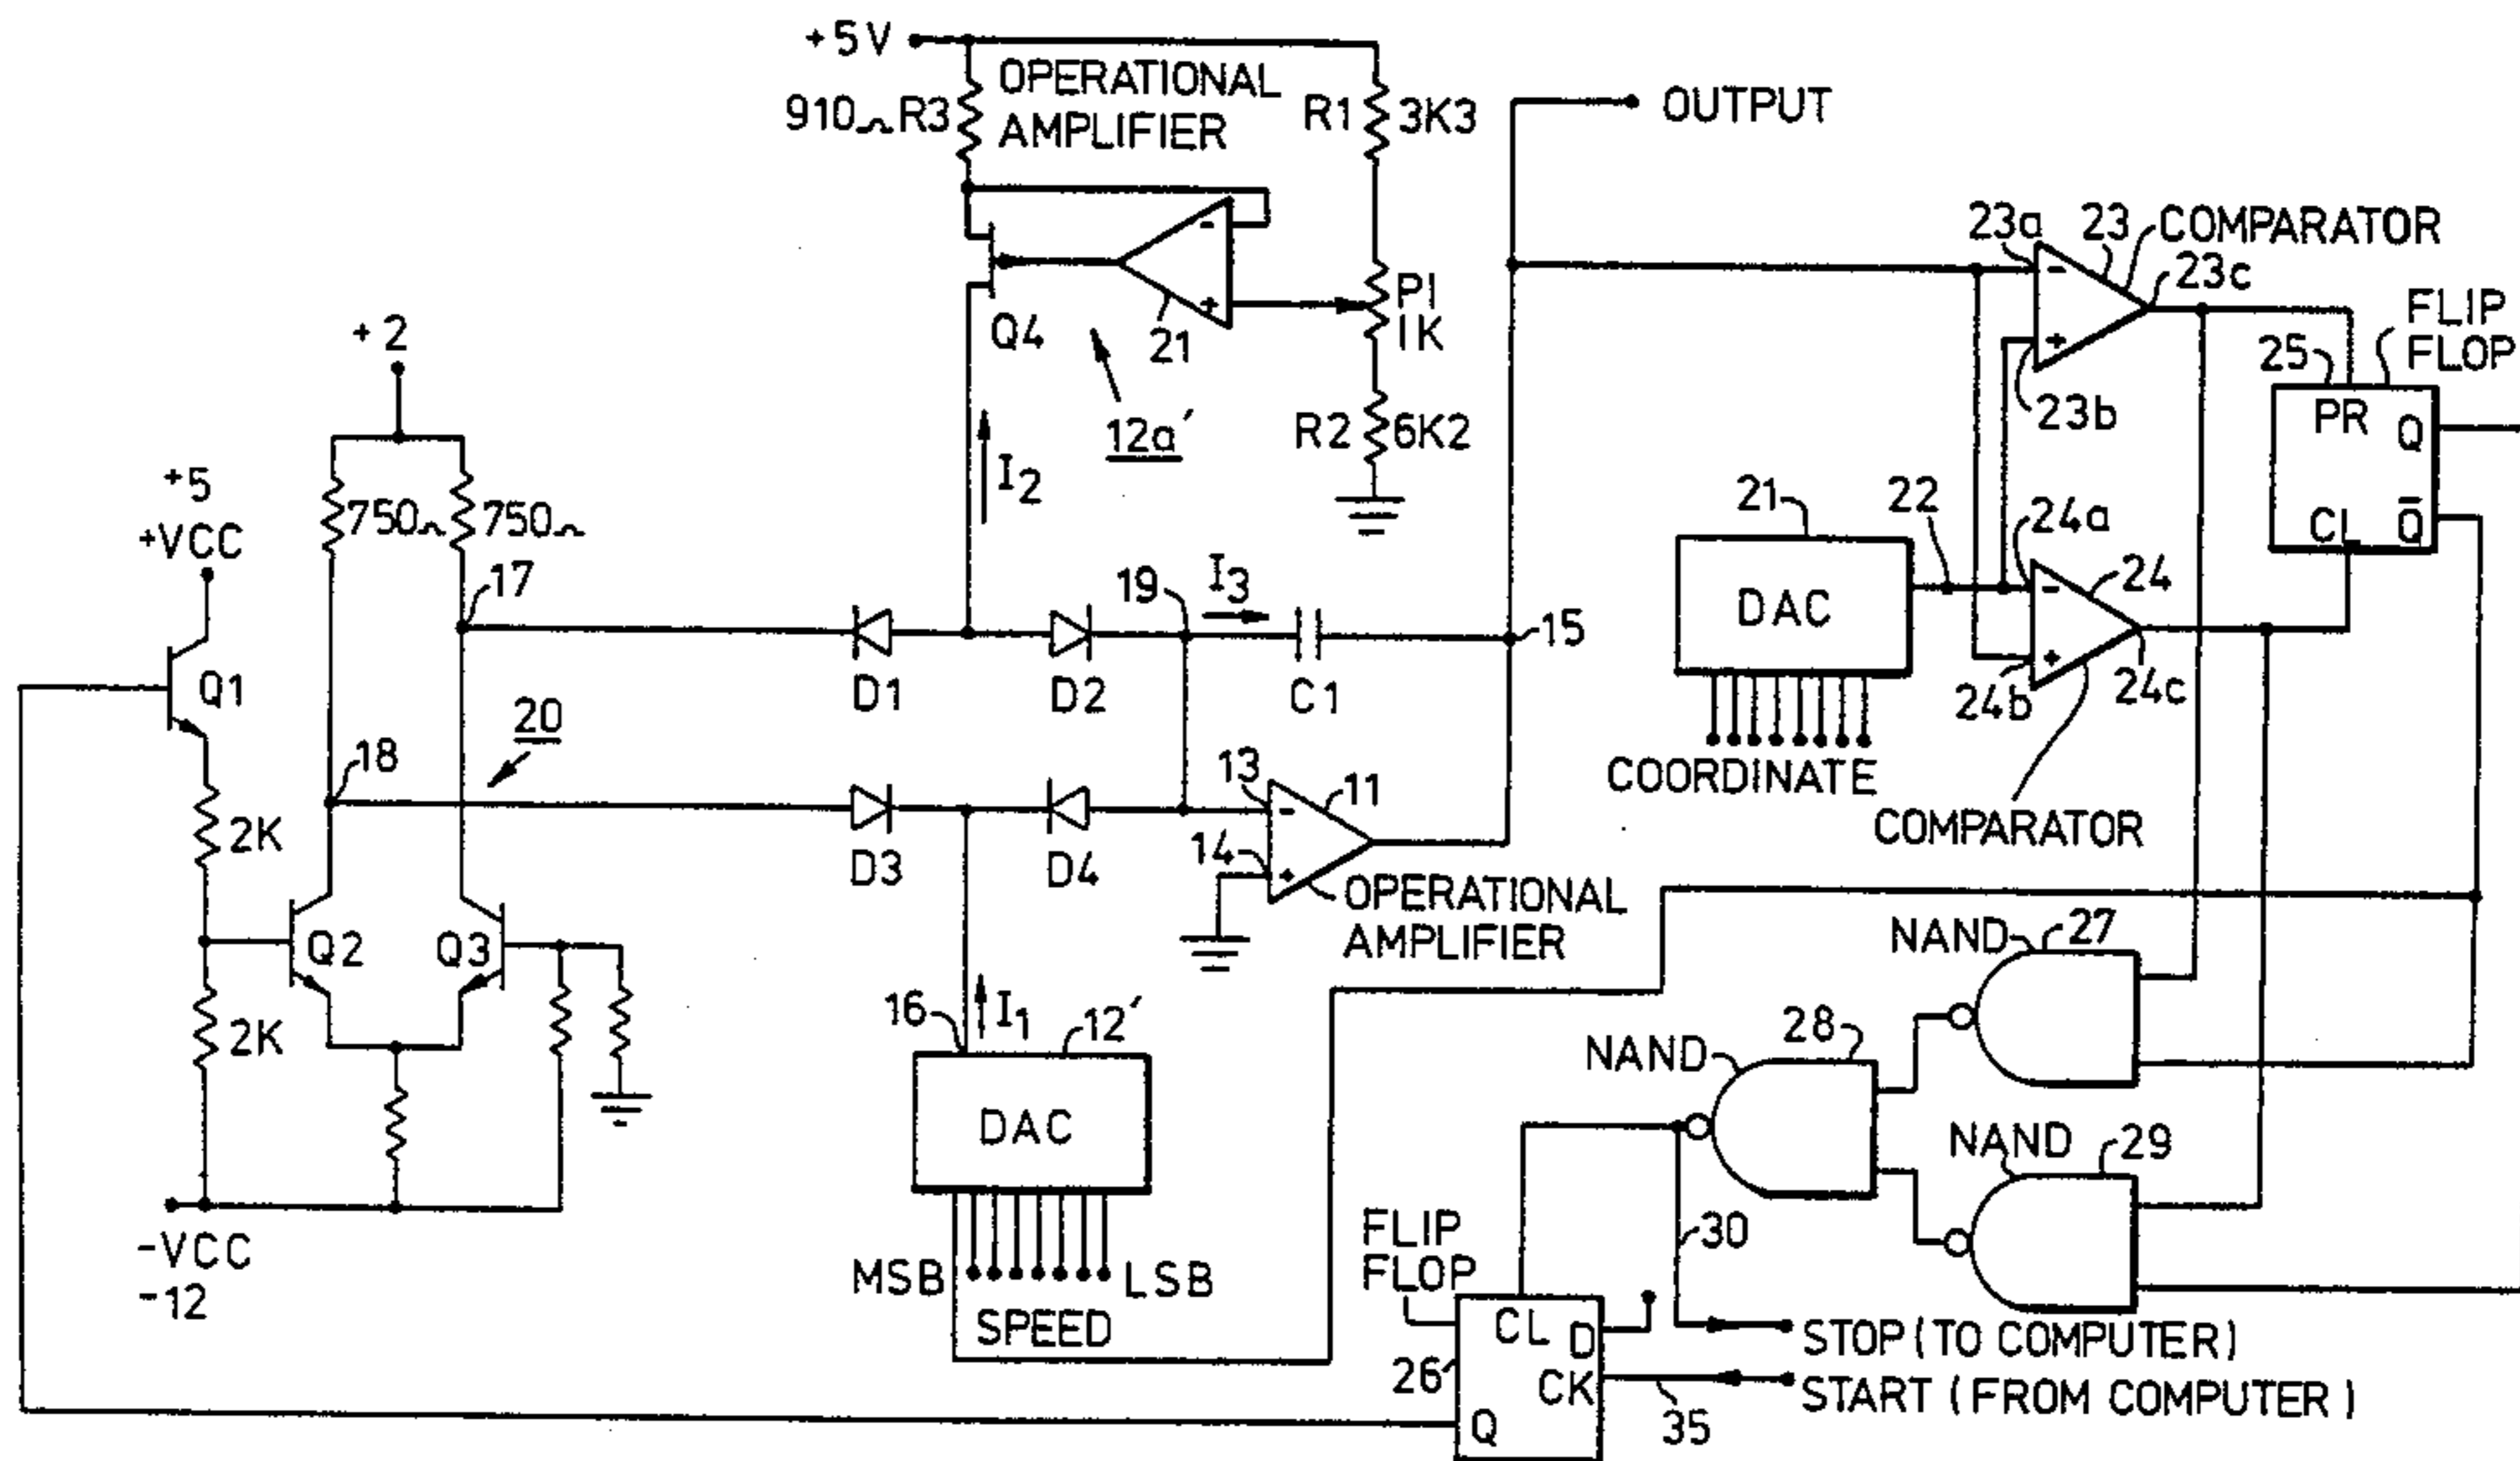 +5V
OPERATIONAL
AMPLIFIER
910Ω R3
R1
3K3
OUTPUT
23a
23
COMPARATOR
23c
FLIP
FLOP
25
P1
1K
Q4
21
-
+
12a'
R2
6K2
23b
PR
Q
CL
Q̅
+2
+5
+VCC
750Ω
750Ω
I2
17
19
I3
15
21
22
24a
24
DAC
24b
24c
COORDINATE
COMPARATOR
Q1
20
D1
D2
C1
18
2K
D3
D4
13
11
14
OPERATIONAL
AMPLIFIER
Q2
Q3
2K
16
I1
12'
DAC
NAND
27
NAND
28
NAND
29
30
-VCC
-12
MSB
LSB
SPEED
FLIP
FLOP
26
CL
D
CK
Q
35
STOP (TO COMPUTER)
START (FROM COMPUTER)